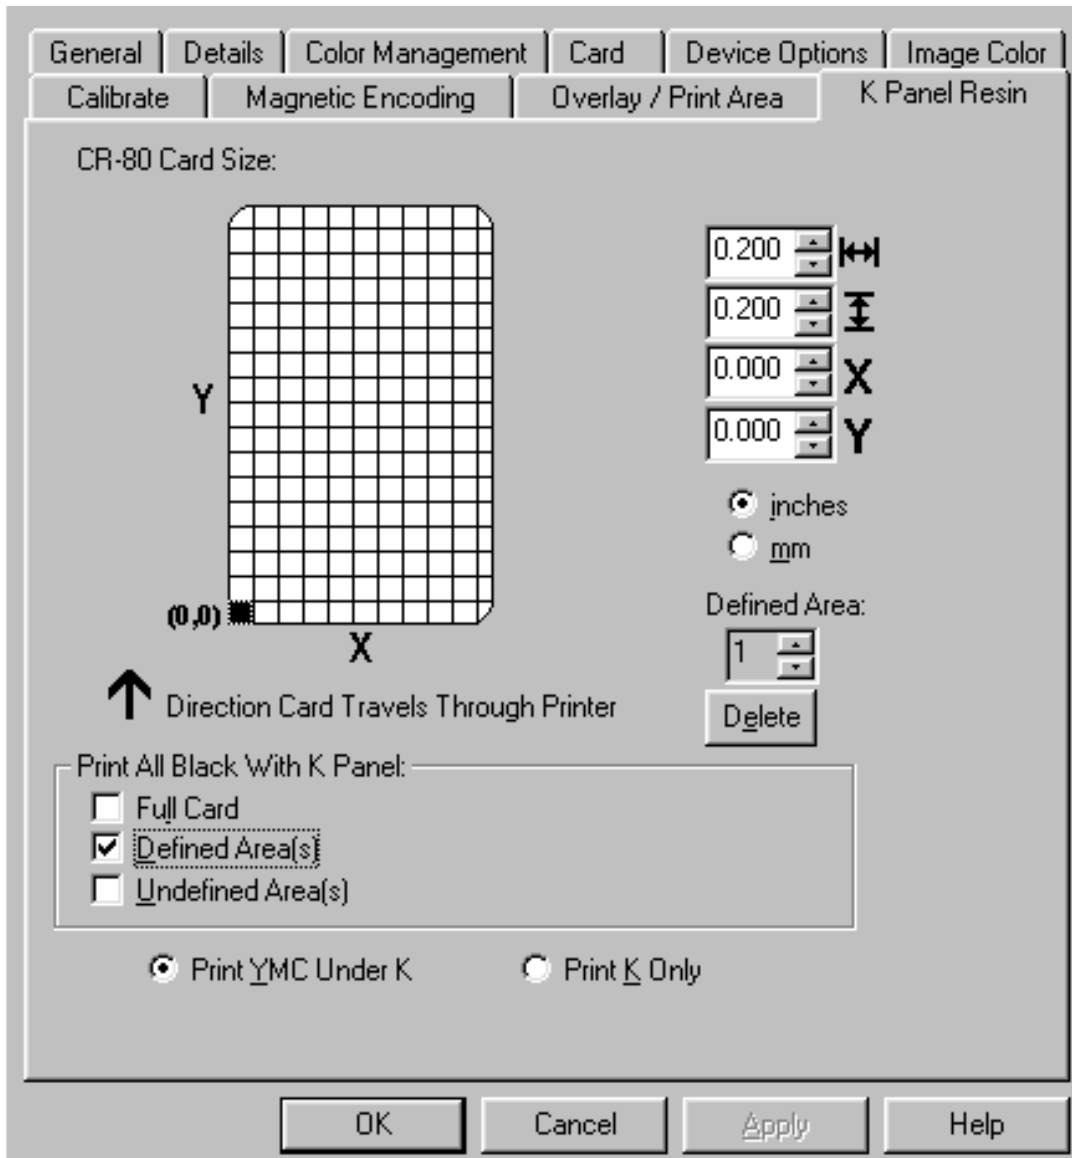 General Details Color Management Card Device Options Image Color
Calibrate Magnetic Encoding Overlay / Print Area K Panel Resin
CR-80 Card Size:
0.200
0.200
0.000 X
Y
0.000 Y
inches
mm
Defined Area:
(0,0)
1
X
Direction Card Travels Through Printer
Delete
Print All Black With K Panel:
Full Card
Defined Area(s)
Undefined Area(s)
Print YMC Under K Print K Only
OK Cancel Apply Help